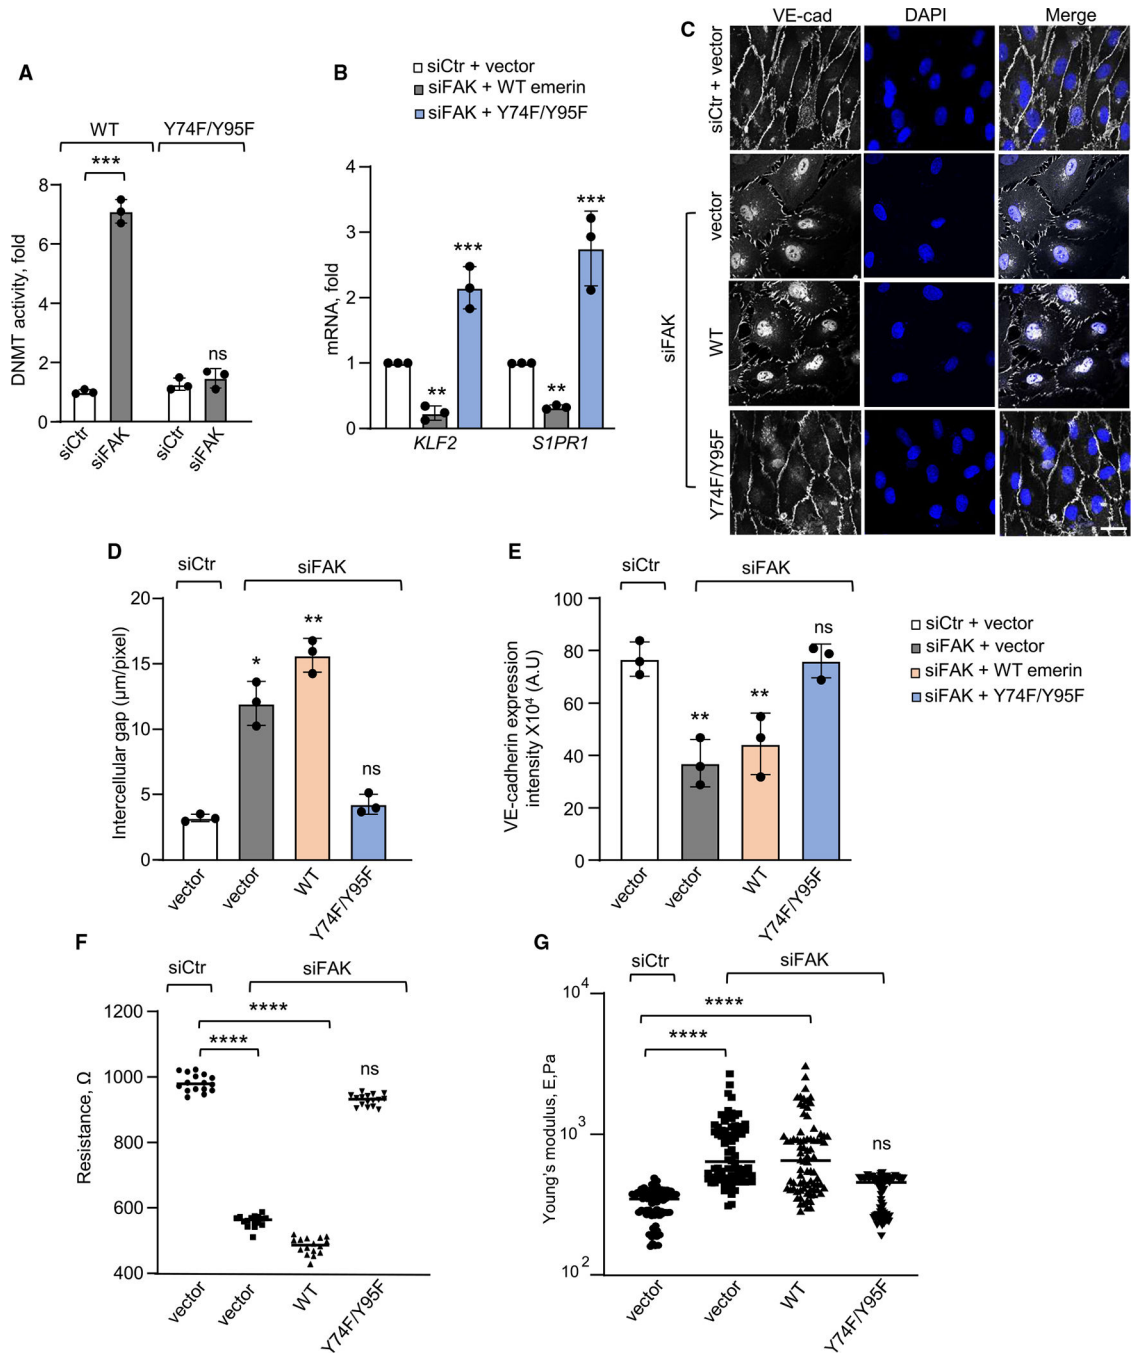 A
WT
Y74F/Y95F
***
ns
DNMT activity, fold
8
6
4
2
0
siCtr
siFAK
siCtr
siFAK
B
siCtr + vector
siFAK + WT emerin
siFAK + Y74F/Y95F
mRNA, fold
4
3
2
1
0
**
***
**
***
KLF2
S1PR1
C
VE-cad
DAPI
Merge
siCtr + vector
siFAK
vector
WT
Y74F/Y95F
D
siCtr
siFAK
Intercellular gap (µm/pixel)
20
15
10
5
0
*
**
ns
vector
vector
WT
Y74F/Y95F
E
siCtr
siFAK
VE-cadherin expression
intensity X10⁴ (A.U)
100
80
60
40
20
0
**
**
ns
vector
vector
WT
Y74F/Y95F
siCtr + vector
siFAK + vector
siFAK + WT emerin
siFAK + Y74F/Y95F
F
siCtr
siFAK
Resistance, Ω
1200
1000
800
600
400
****
****
ns
vector
vector
WT
Y74F/Y95F
G
siCtr
siFAK
Young's modulus, E,Pa
10⁴
10³
10²
****
****
ns
vector
vector
WT
Y74F/Y95F